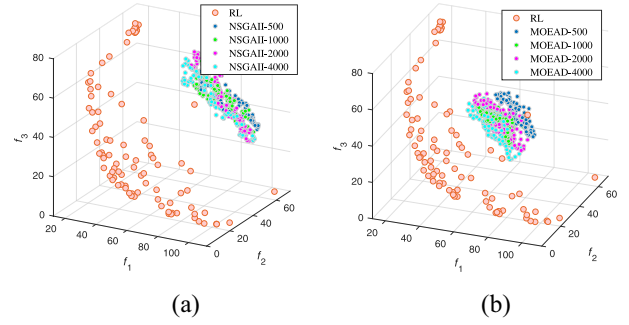 RL
NSGAII-500
NSGAII-1000
NSGAII-2000
NSGAII-4000
80
60
40
20
0
f3
20
40
60
80
100
f1
0
20
40
60
f2
(a)
RL
MOEAD-500
MOEAD-1000
MOEAD-2000
MOEAD-4000
80
60
40
20
0
f3
20
40
60
80
100
f1
0
20
40
60
f2
(b)